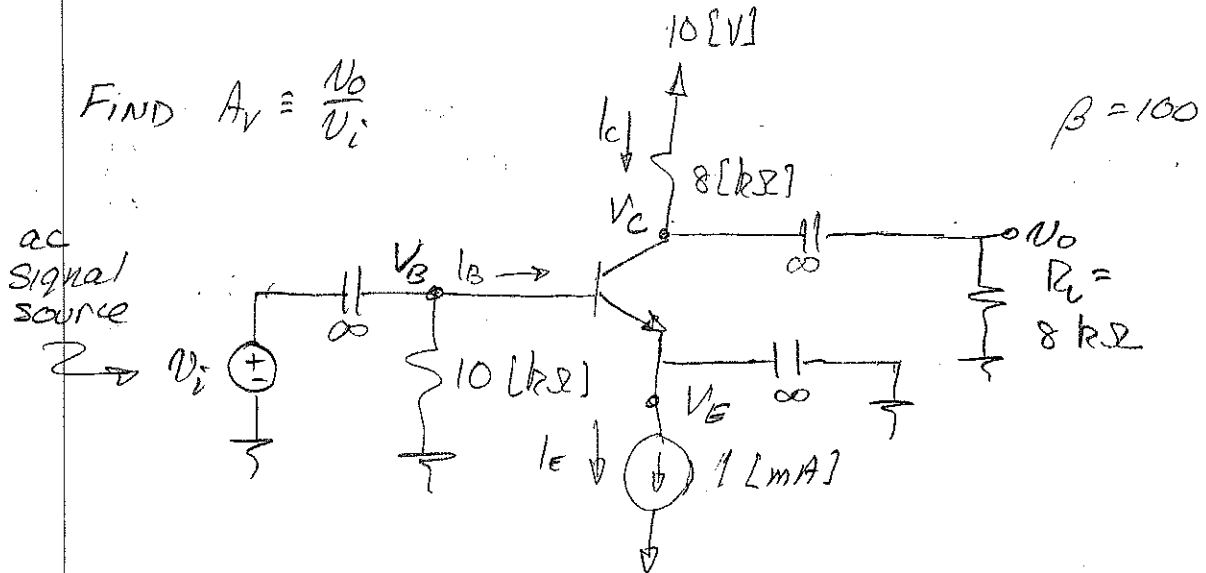 10 [V]
FIND A_V ≡ v_o / v_i
β = 100
I_C
8 [kΩ]
V_C
ac
signal
source
V_B
I_B →
∞
∞
v_o
R_L =
8 kΩ
v_i
+
-
10 [kΩ]
∞
V_E
I_E
1 [mA]